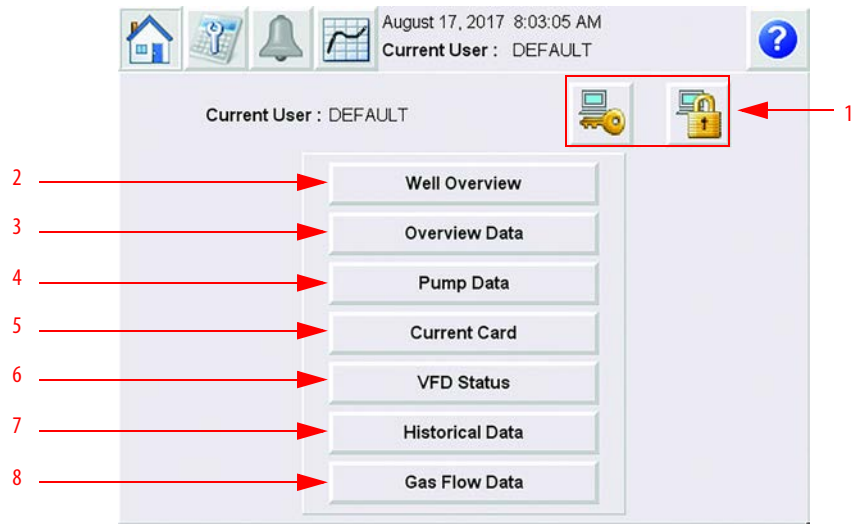 August 17, 2017 8:03:05 AM
Current User : DEFAULT
?
Current User : DEFAULT
1
2
Well Overview
3
Overview Data
4
Pump Data
5
Current Card
6
VFD Status
7
Historical Data
8
Gas Flow Data